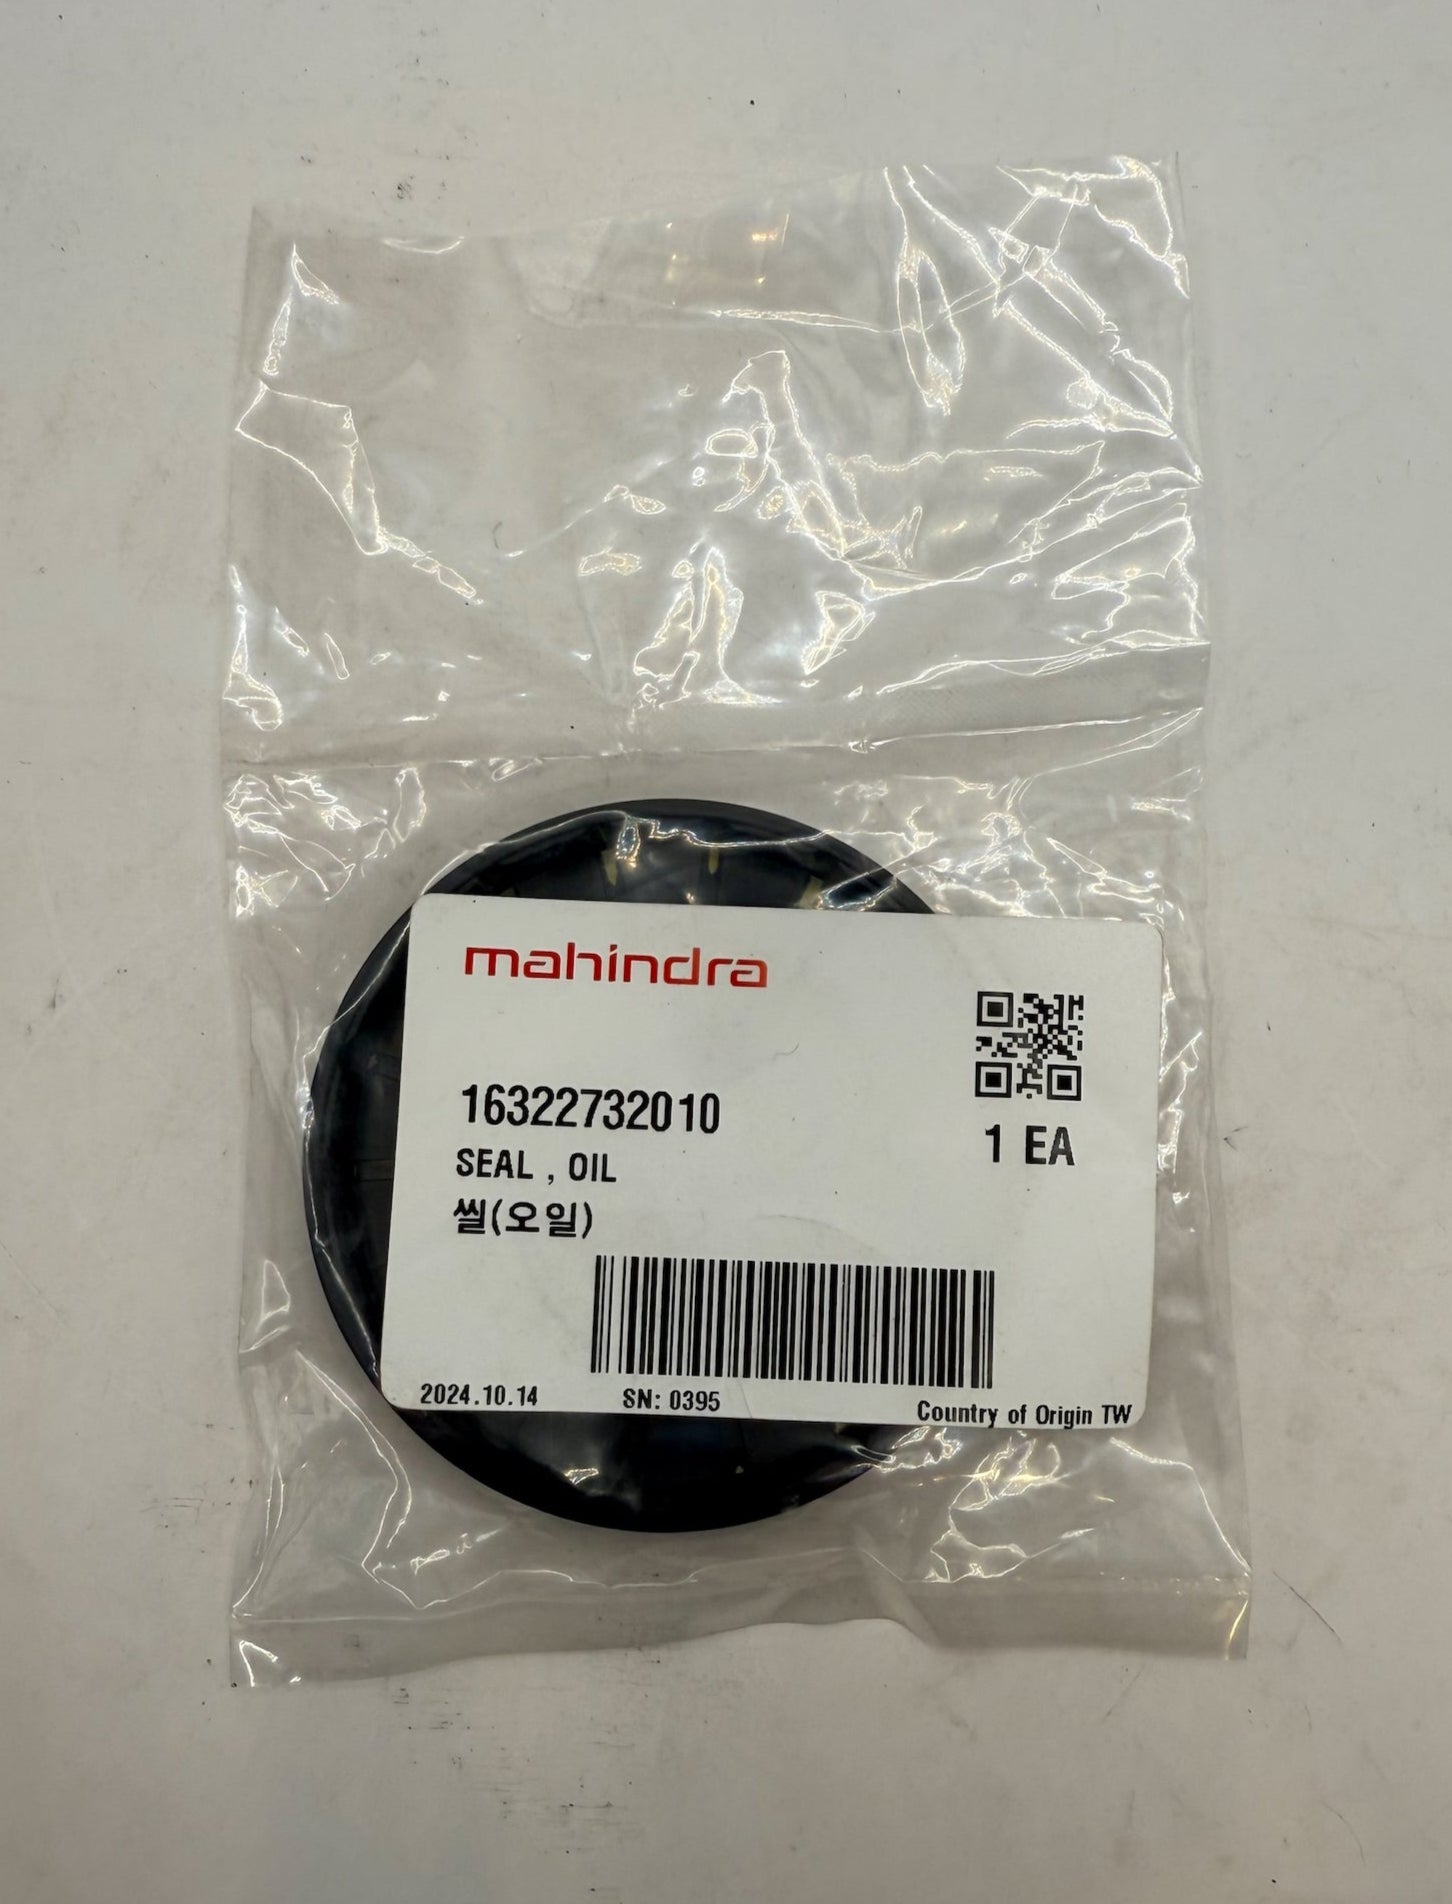 mahindra
16322732010
1 EA
SEAL , OIL
씰(오일)
2024.10.14
SN: 0395
Country of Origin TW